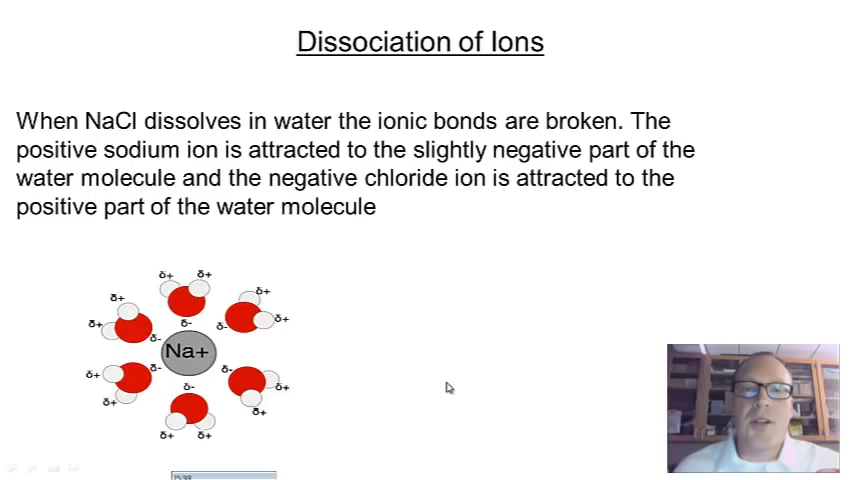 Dissociation of Ions
When NaCl dissolves in water the ionic bonds are broken. The
positive sodium ion is attracted to the slightly negative part of the
water molecule and the negative chloride ion is attracted to the
positive part of the water molecule
δ+ δ+
δ+ δ+
δ+ δ- δ+
δ+ δ- δ-
Na+
δ+ δ- δ- δ+
δ+ δ- δ+
δ+ δ+